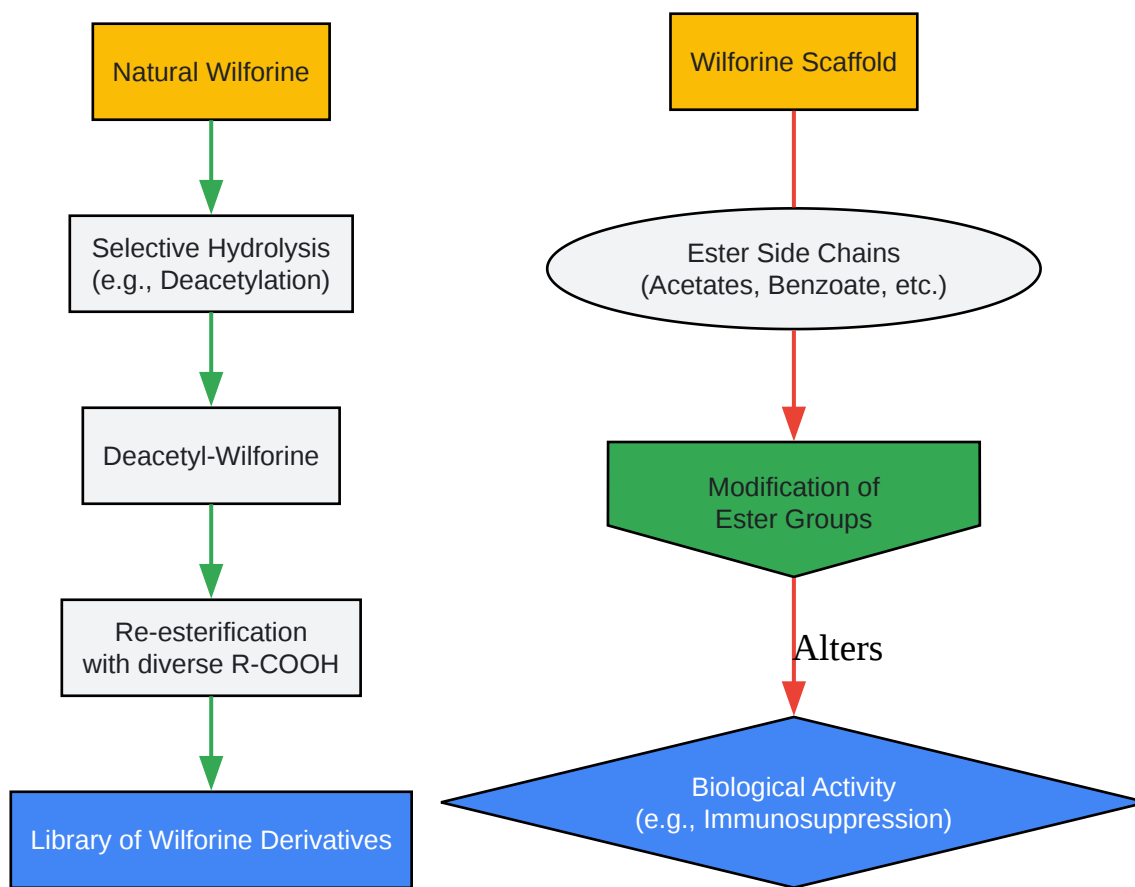 Natural Wilforine
Selective Hydrolysis
(e.g., Deacetylation)
Deacetyl-Wilforine
Re-esterification
with diverse R-COOH
Library of Wilforine Derivatives
Wilforine Scaffold
Ester Side Chains
(Acetates, Benzoate, etc.)
Modification of
Ester Groups
Alters
Biological Activity
(e.g., Immunosuppression)